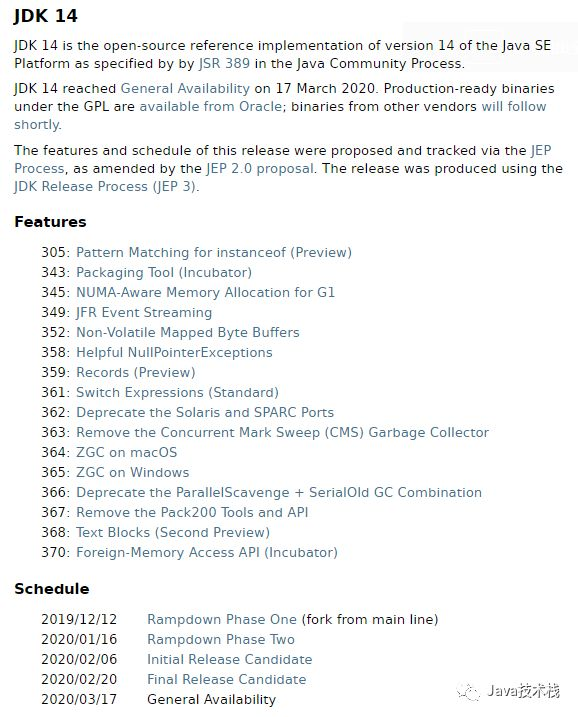 JDK 14
JDK 14 is the open-source reference implementation of version 14 of the Java SE
Platform as specified by by JSR 389 in the Java Community Process.
JDK 14 reached General Availability on 17 March 2020. Production-ready binaries
under the GPL are available from Oracle; binaries from other vendors will follow
shortly.
The features and schedule of this release were proposed and tracked via the JEP
Process, as amended by the JEP 2.0 proposal. The release was produced using the
JDK Release Process (JEP 3).
Features
305: Pattern Matching for instanceof (Preview)
343: Packaging Tool (Incubator)
345: NUMA-Aware Memory Allocation for G1
349: JFR Event Streaming
352: Non-Volatile Mapped Byte Buffers
358: Helpful NullPointerExceptions
359: Records (Preview)
361: Switch Expressions (Standard)
362: Deprecate the Solaris and SPARC Ports
363: Remove the Concurrent Mark Sweep (CMS) Garbage Collector
364: ZGC on macOS
365: ZGC on Windows
366: Deprecate the ParallelScavenge + SerialOld GC Combination
367: Remove the Pack200 Tools and API
368: Text Blocks (Second Preview)
370: Foreign-Memory Access API (Incubator)
Schedule
2019/12/12 Rampdown Phase One (fork from main line)
2020/01/16 Rampdown Phase Two
2020/02/06 Initial Release Candidate
2020/02/20 Final Release Candidate
2020/03/17 General Availability
Java技术栈